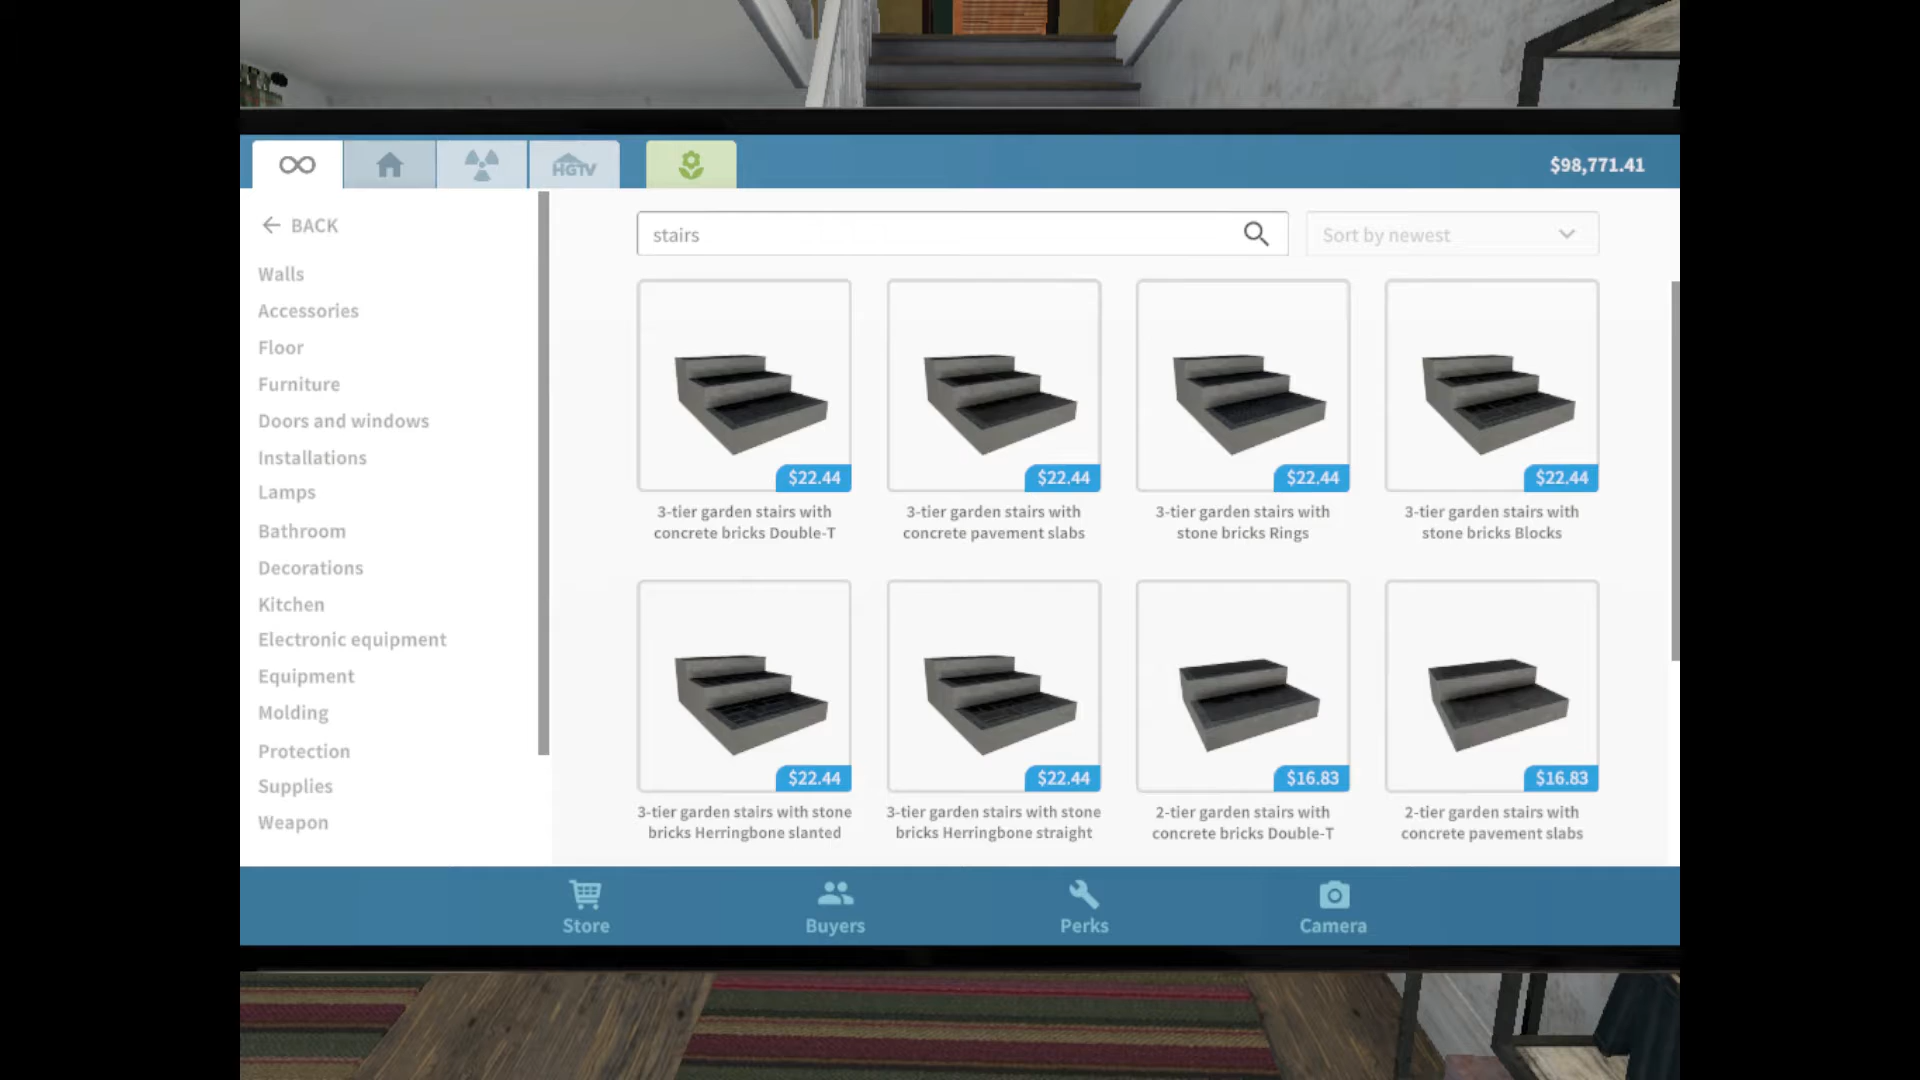 HGTV
$98,771.41
BACK
Walls
Accessories
Floor
Furniture
Doors and windows
Installations
Lamps
Bathroom
Decorations
Kitchen
Electronic equipment
Equipment
Molding
Protection
Supplies
Weapon
stairs
Sort by newest
$22.44
$22.44
$22.44
$22.44
3-tier garden stairs with
concrete bricks Double-T
3-tier garden stairs with
concrete pavement slabs
3-tier garden stairs with
stone bricks Rings
3-tier garden stairs with
stone bricks Blocks
$22.44
$22.44
$16.83
$16.83
3-tier garden stairs with stone
bricks Herringbone slanted
3-tier garden stairs with stone
bricks Herringbone straight
2-tier garden stairs with
concrete bricks Double-T
2-tier garden stairs with
concrete pavement slabs
Store
Buyers
Perks
Camera